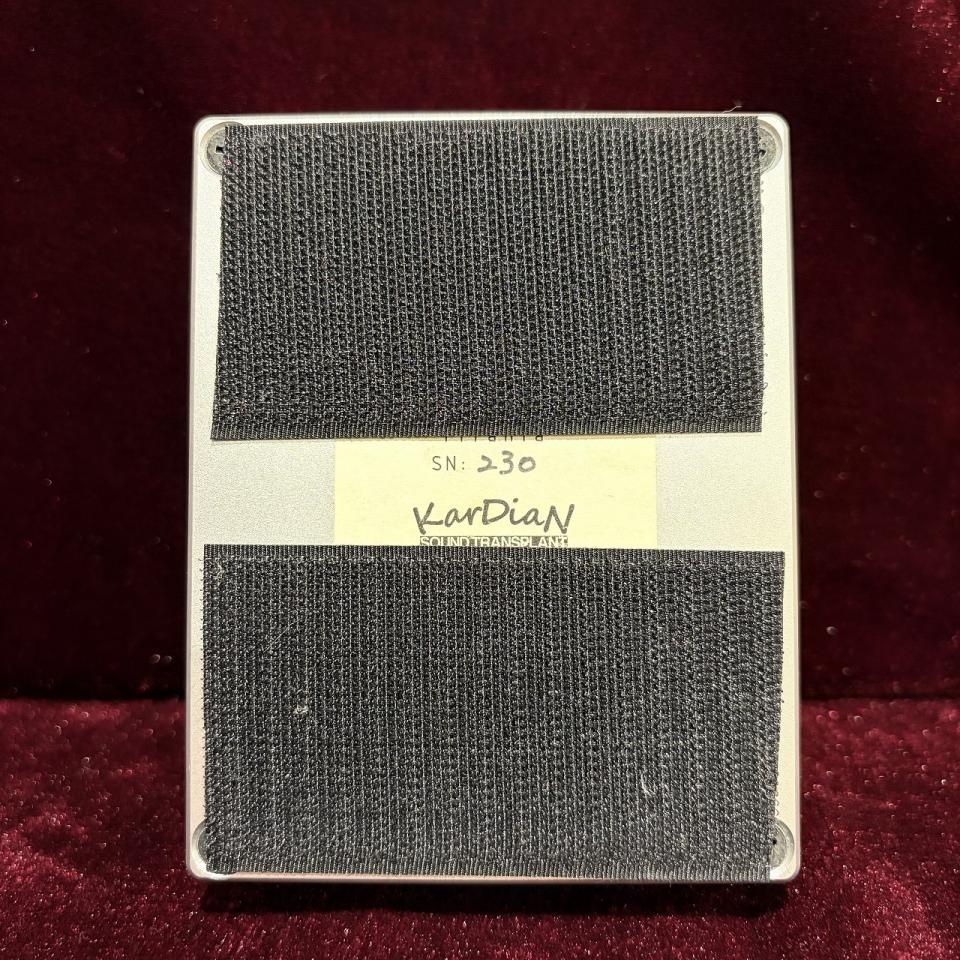 SN: 230
KarDiaN
SOUND TRANSPLANT